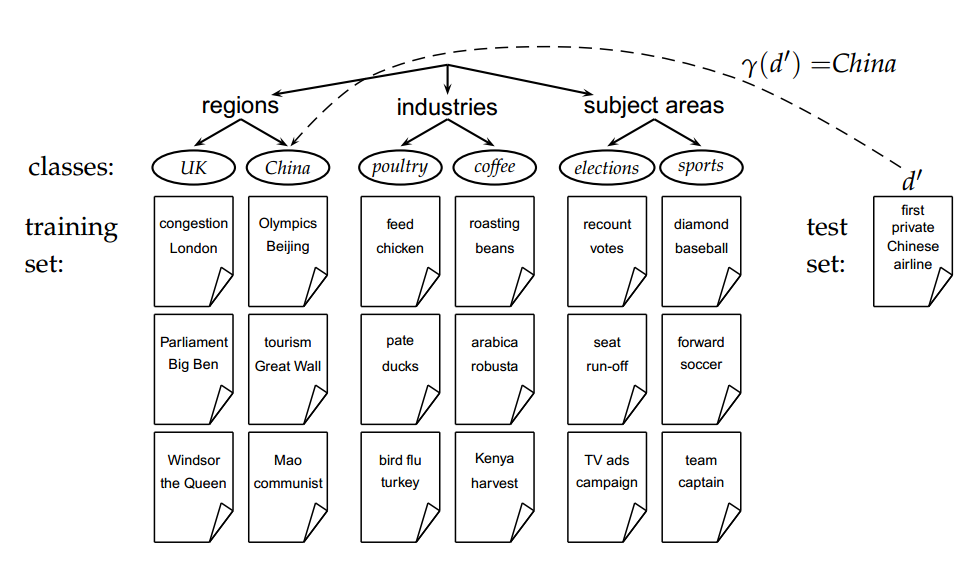 γ(d′) =China
regions industries subject areas
classes: UK China poultry coffee elections sports
d′
training
set:
congestion
London
Olympics
Beijing
feed
chicken
roasting
beans
recount
votes
diamond
baseball
test
set:
first
private
Chinese
airline
Parliament
Big Ben
tourism
Great Wall
pate
ducks
arabica
robusta
seat
run-off
forward
soccer
Windsor
the Queen
Mao
communist
bird flu
turkey
Kenya
harvest
TV ads
campaign
team
captain